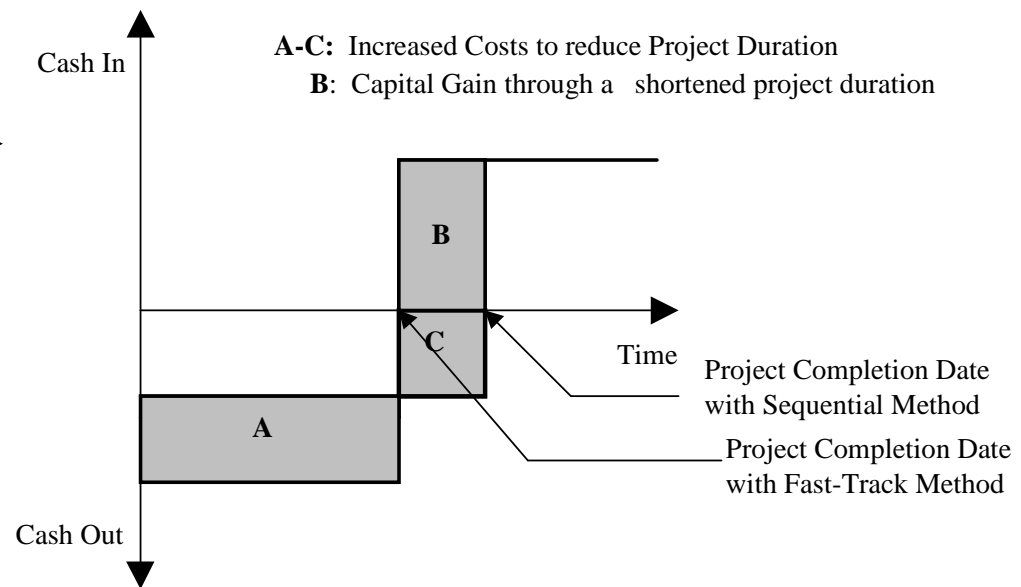 A-C: Increased Costs to reduce Project Duration
Cash In
B: Capital Gain through a shortened project duration
B
C
Time
Project Completion Date
with Sequential Method
A
Project Completion Date
with Fast-Track Method
Cash Out